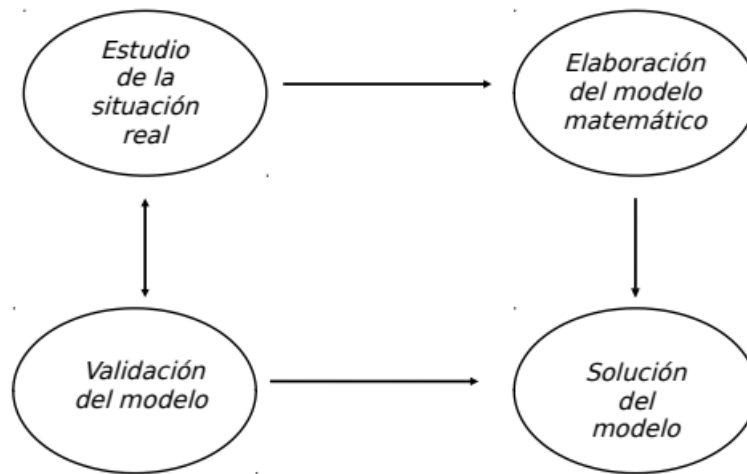 Estudio
de la
situación
real
Elaboración
del modelo
matemático
Validación
del modelo
Solución
del
modelo